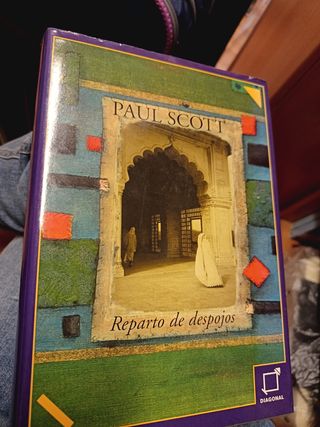 PAUL SCOTT
Reparto de despojos
DIAGONAL